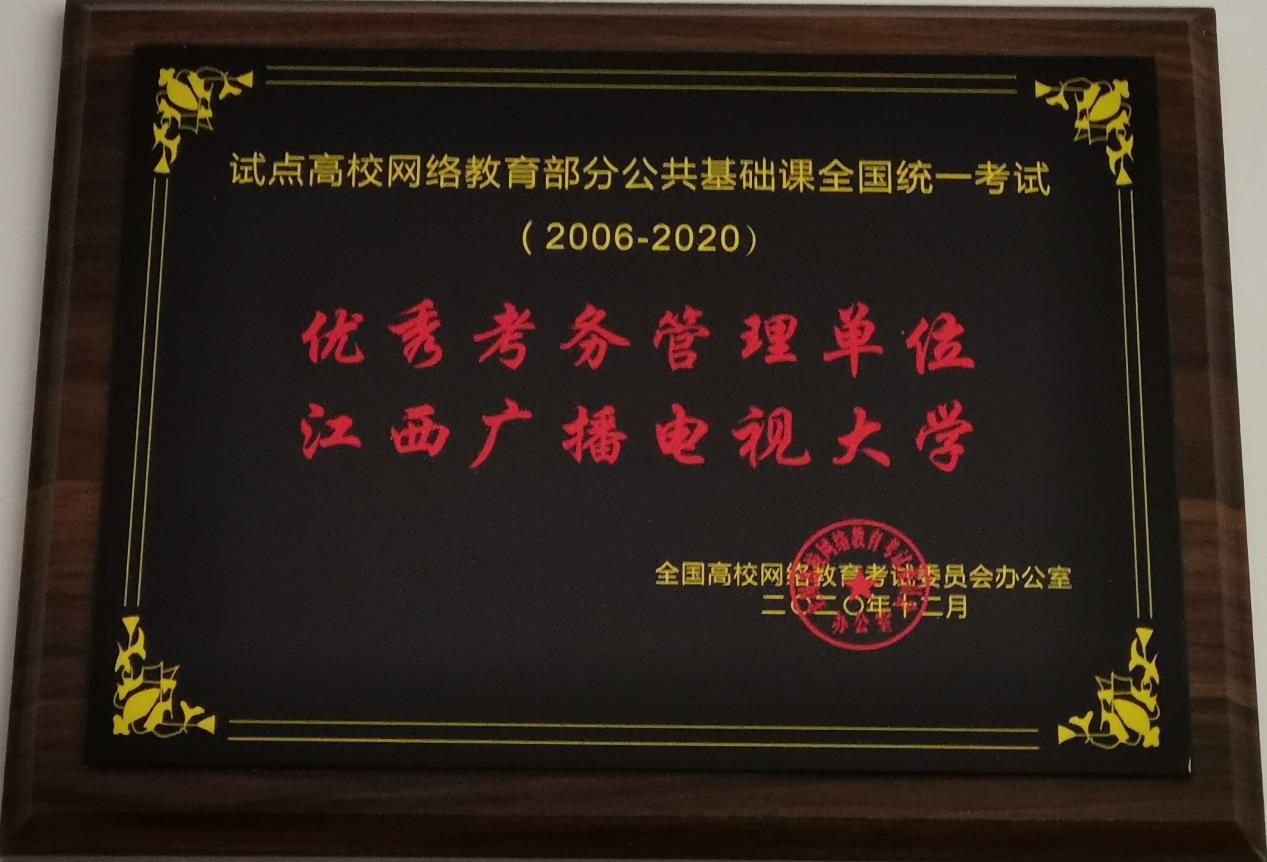 试点高校网络教育部分公共基础课全国统一考试
（2006-2020）
优秀考务管理单位
江西广播电视大学
全国高校网络教育考试委员会办公室
二〇二〇年十二月
办公室